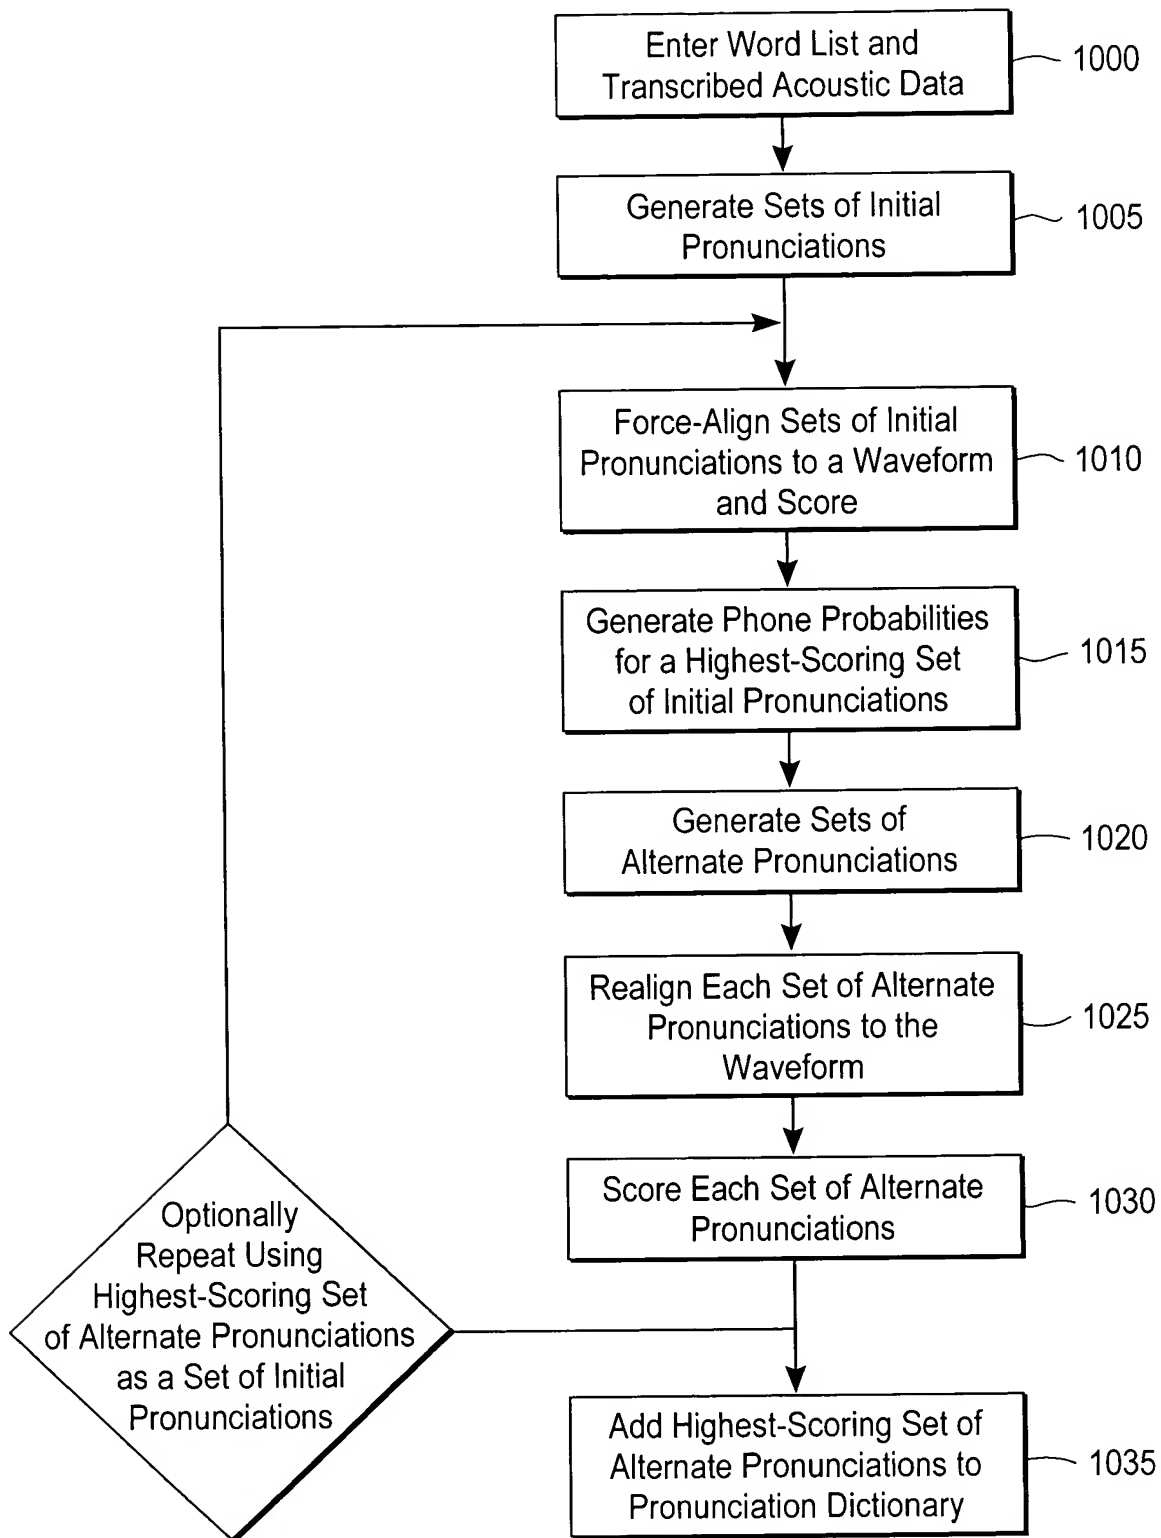 Enter Word List and
Transcribed Acoustic Data
1000
Generate Sets of Initial
Pronunciations
1005
Force-Align Sets of Initial
Pronunciations to a Waveform
and Score
1010
Generate Phone Probabilities
for a Highest-Scoring Set
of Initial Pronunciations
1015
Generate Sets of
Alternate Pronunciations
1020
Realign Each Set of Alternate
Pronunciations to the
Waveform
1025
Score Each Set of Alternate
Pronunciations
1030
Optionally
Repeat Using
Highest-Scoring Set
of Alternate Pronunciations
as a Set of Initial
Pronunciations
Add Highest-Scoring Set of
Alternate Pronunciations to
Pronunciation Dictionary
1035